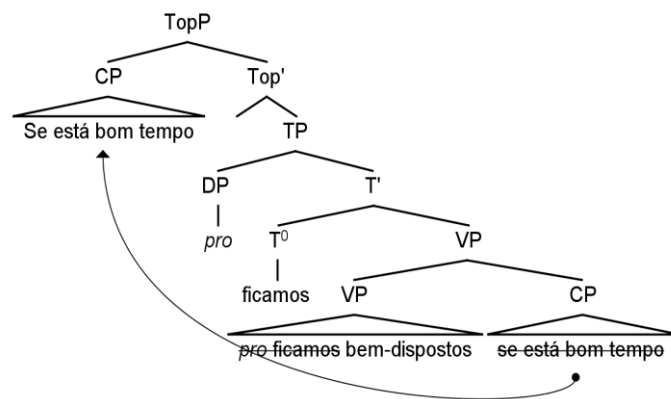 TopP
CP Top'
Se está bom tempo TP
DP T'
pro T⁰ VP
ficamos VP CP
pro ficamos bem-dispostos se está bom tempo